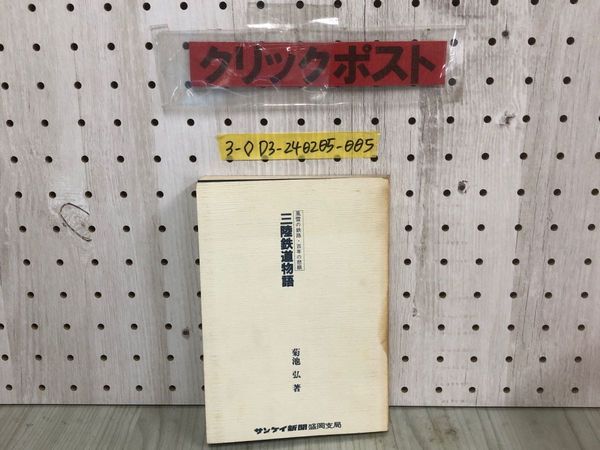 クリックポスト
3-O D3-240205-005
風雪の鉄路・百年の悲願
三陸鉄道物語
菊池 弘 著
サンケイ新聞盛岡支局